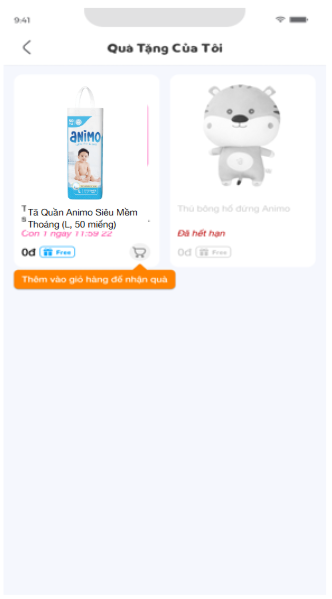 9:41
Quà Tặng Của Tôi
ANIMO
Tã Quần Animo Siêu Mềm
Thoáng (L, 50 miếng)
Còn 1 ngày 11:59 22
0đ Free
Thêm vào giỏ hàng để nhận quà
Thú bông hổ đứng Animo
Đã hết hạn
0đ Free